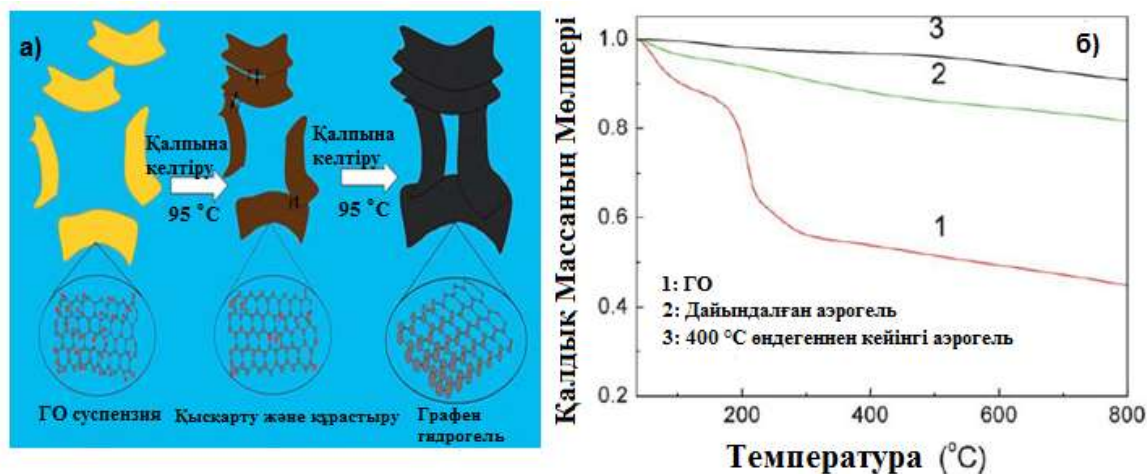 а)
Қалпына
келтіру
95 °C
Қалпына
келтіру
95 °C
ГО суспензия
Қысқарту және құрастыру
Графен
гидрогель
Қалдық Массаның Мөлшері
б)
1.0
0.8
0.6
0.4
0.2
3
2
1
1: ГО
2: Дайындалған аэрогель
3: 400 °C өндегеннен кейінгі аэрогель
200
400
600
800
Температура (°C)